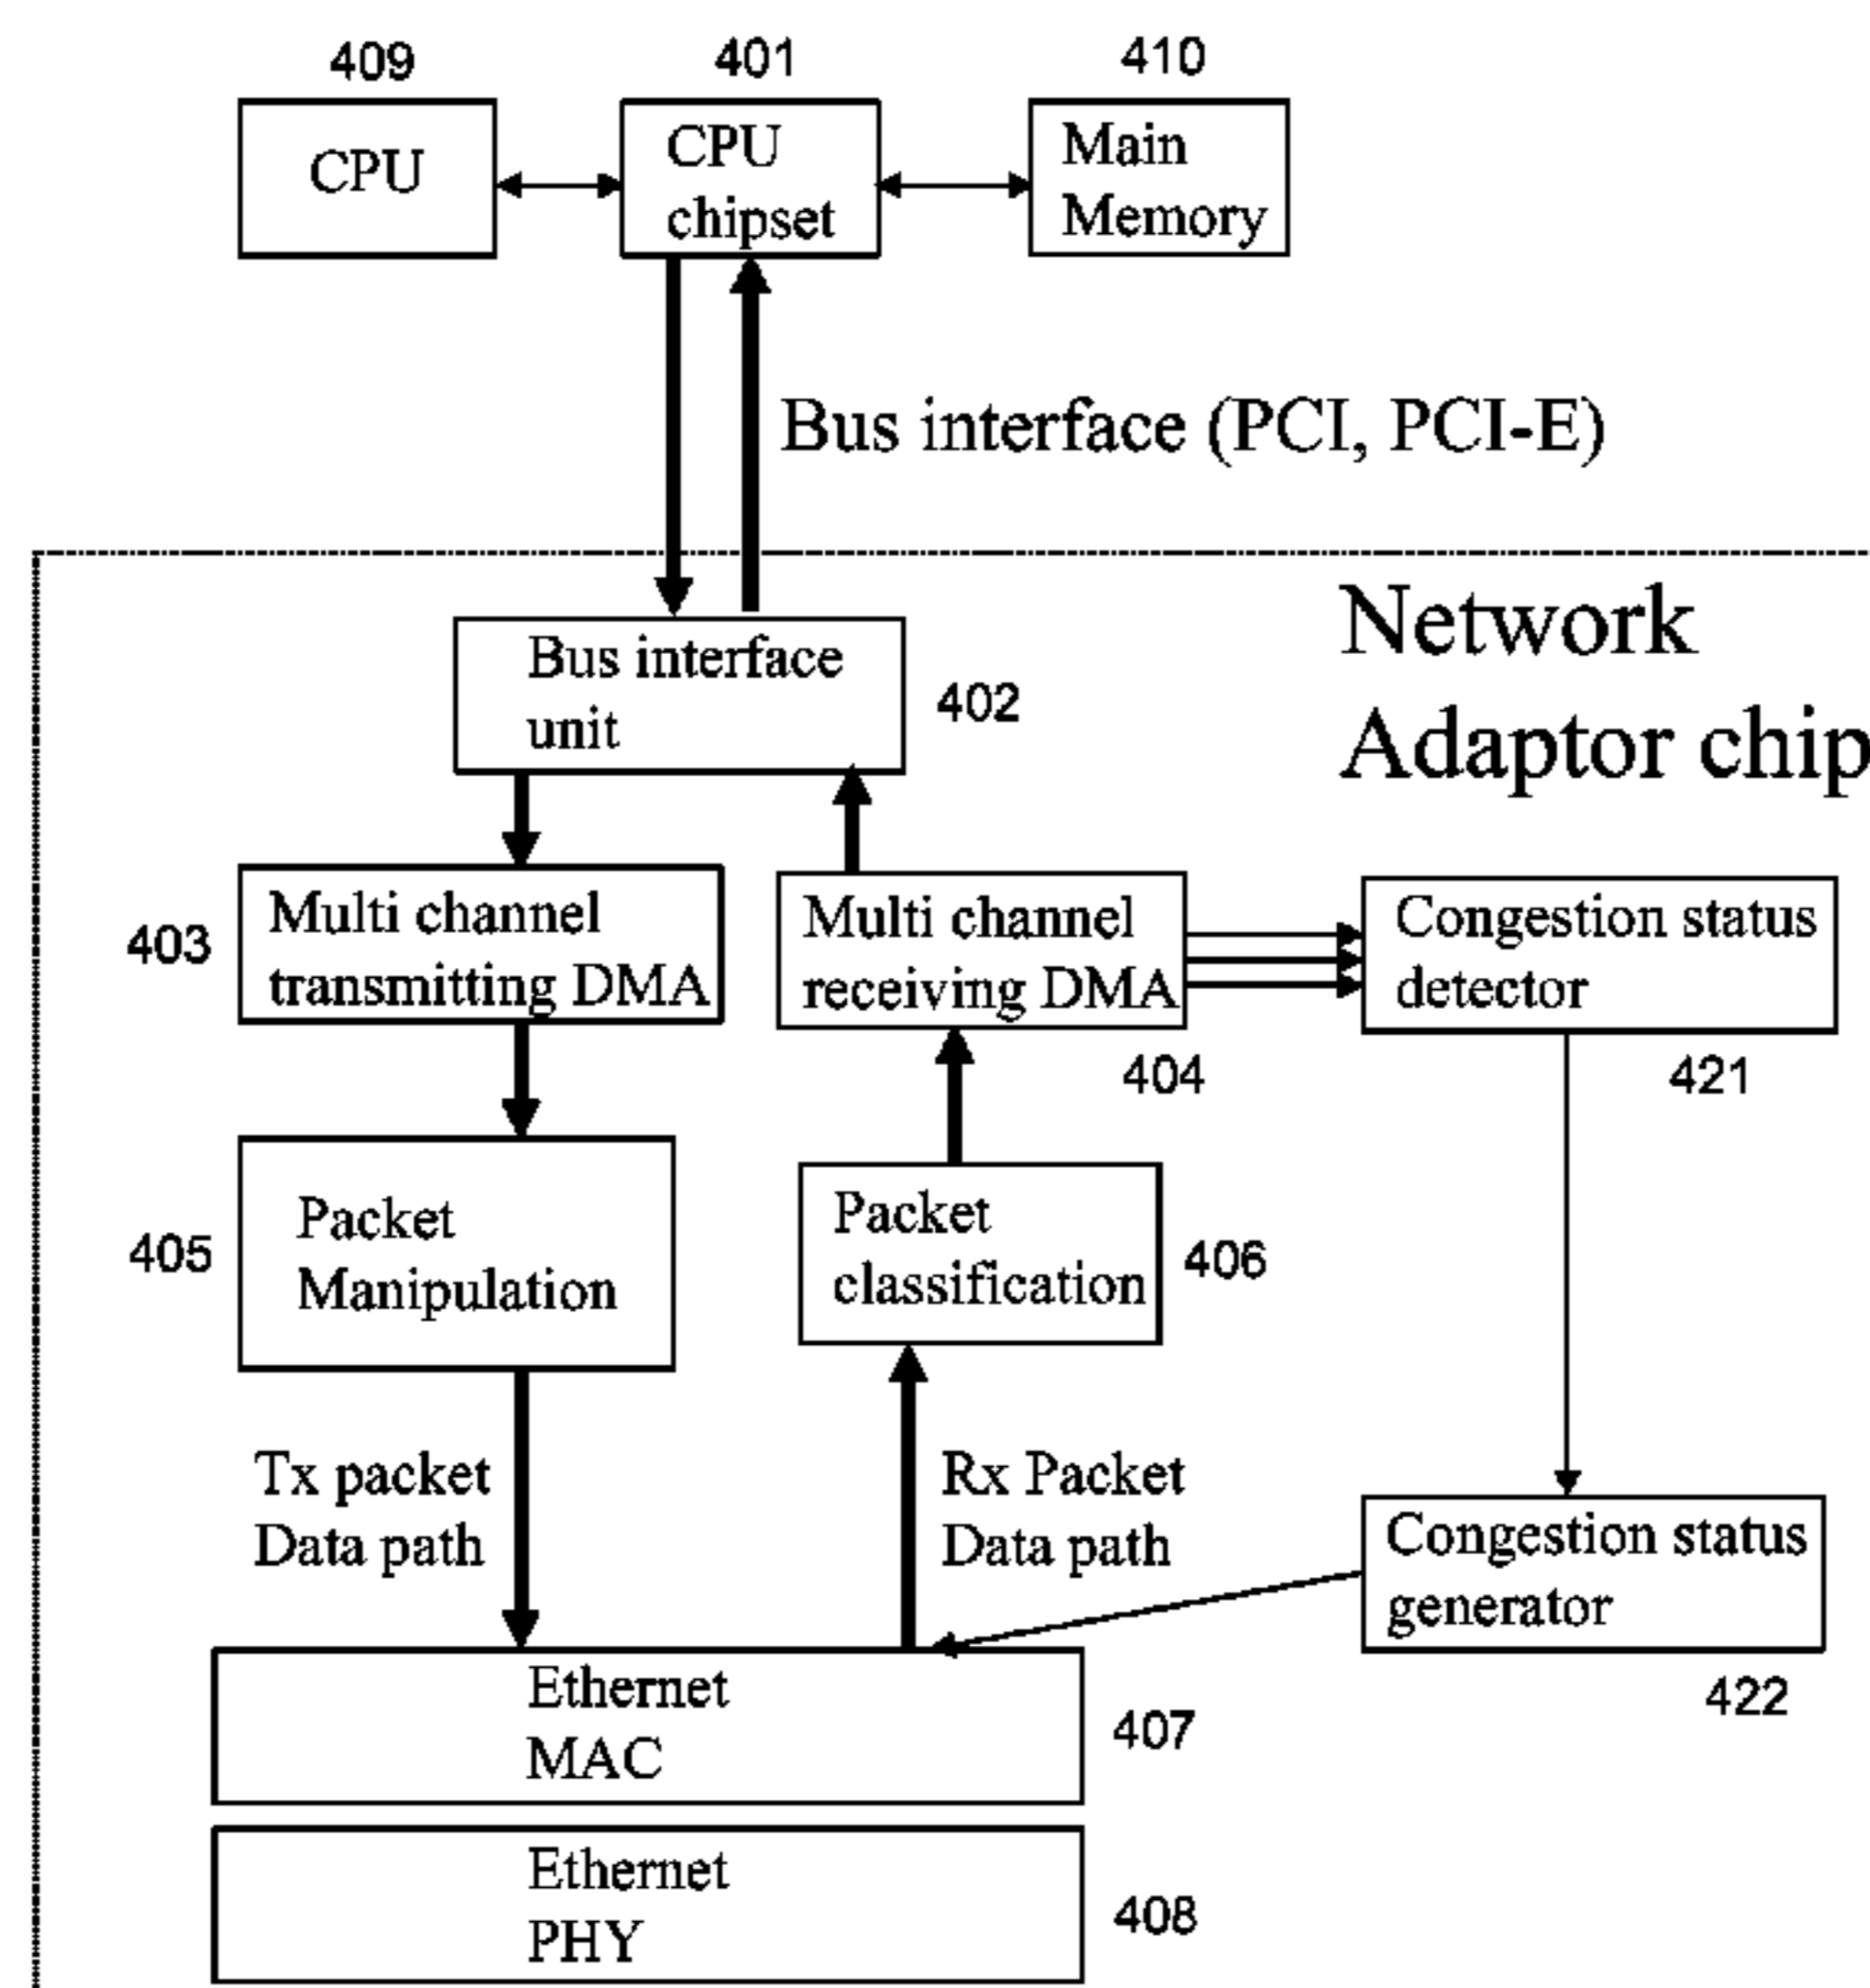 409
401
410
CPU
CPU
chipset
Main
Memory
Bus interface (PCI, PCI-E)
Network
Adaptor chip
Bus interface
unit
402
403
Multi channel
transmitting DMA
Multi channel
receiving DMA
404
Congestion status
detector
421
405
Packet
Manipulation
Packet
classification
406
Tx packet
Data path
Rx Packet
Data path
Congestion status
generator
422
Ethernet
MAC
407
Ethernet
PHY
408